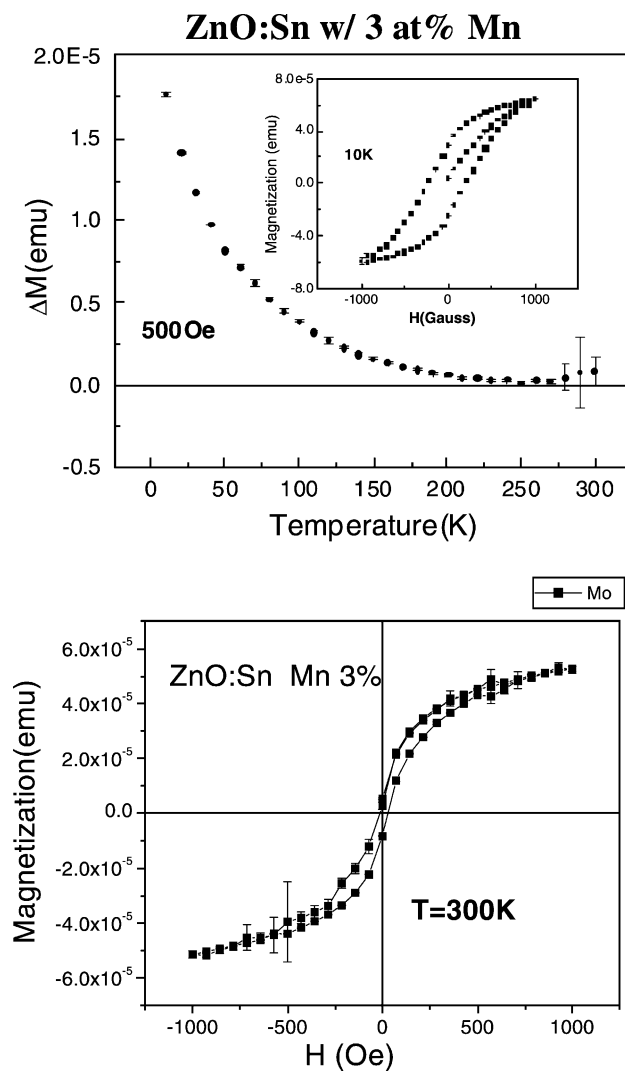 ZnO:Sn w/ 3 at% Mn
2.0E-5
1.5
1.0
0.5
0.0
-0.5
ΔM(emu)
500Oe
8.0e-5
4.0
0.0
-4.0
-8.0
Magnetization (emu)
10K
-1000
0
1000
H(Gauss)
0
50
100
150
200
250
300
Temperature(K)
Mo
6.0x10-5
4.0x10-5
2.0x10-5
0.0
-2.0x10-5
-4.0x10-5
-6.0x10-5
Magnetization(emu)
ZnO:Sn Mn 3%
T=300K
-1000
-500
0
500
1000
H (Oe)